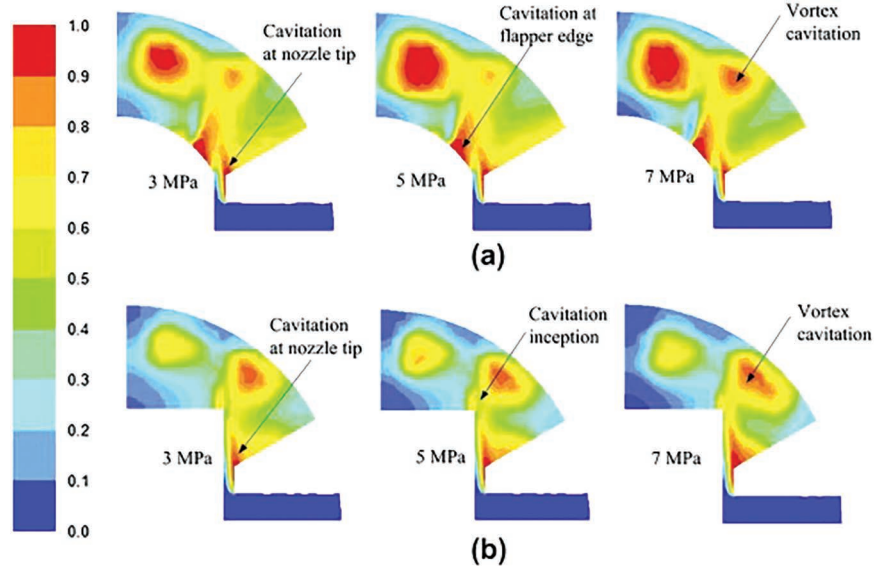 1.0
0.9
0.8
0.7
0.6
0.5
0.4
0.3
0.2
0.1
0.0
Cavitation
at nozzle tip
3 MPa
Cavitation at
flapper edge
5 MPa
Vortex
cavitation
7 MPa
(a)
Cavitation
at nozzle tip
3 MPa
Cavitation
inception
5 MPa
Vortex
cavitation
7 MPa
(b)